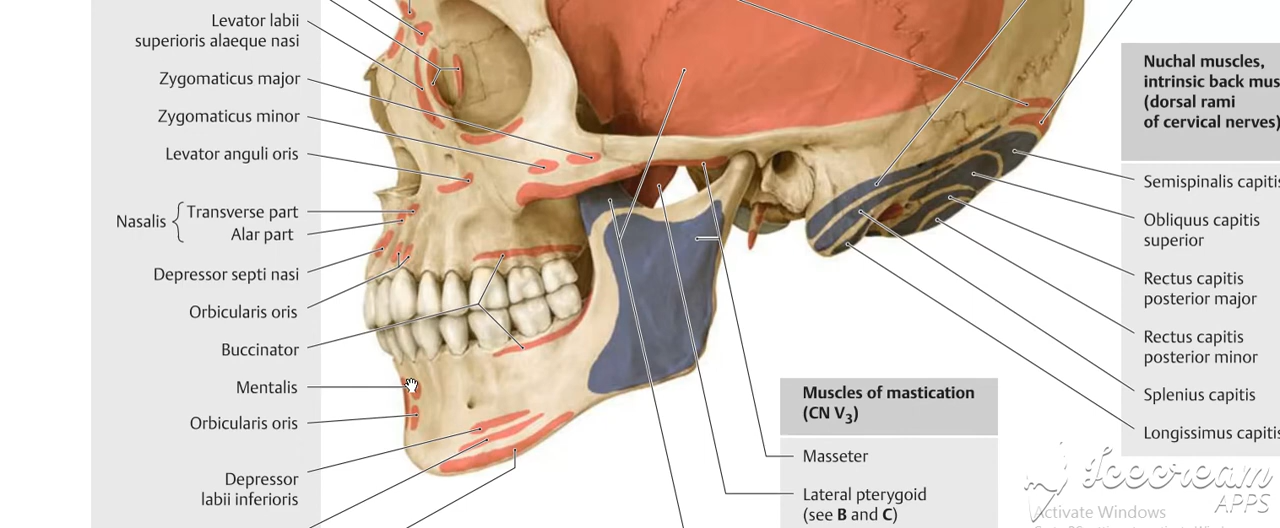 Levator labii
superioris alaeque nasi
Zygomaticus major
Zygomaticus minor
Levator anguli oris
Nasalis
Transverse part
Alar part
Depressor septi nasi
Orbicularis oris
Buccinator
Mentalis
Orbicularis oris
Depressor
labii inferioris
Muscles of mastication
(CN V3)
Masseter
Lateral pterygoid
(see B and C)
Nuchal muscles,
intrinsic back mus
(dorsal rami
of cervical nerves)
Semispinalis capitis
Obliquus capitis
superior
Rectus capitis
posterior major
Rectus capitis
posterior minor
Splenius capitis
Longissimus capitis
Icecream
APPS
Activate Windows